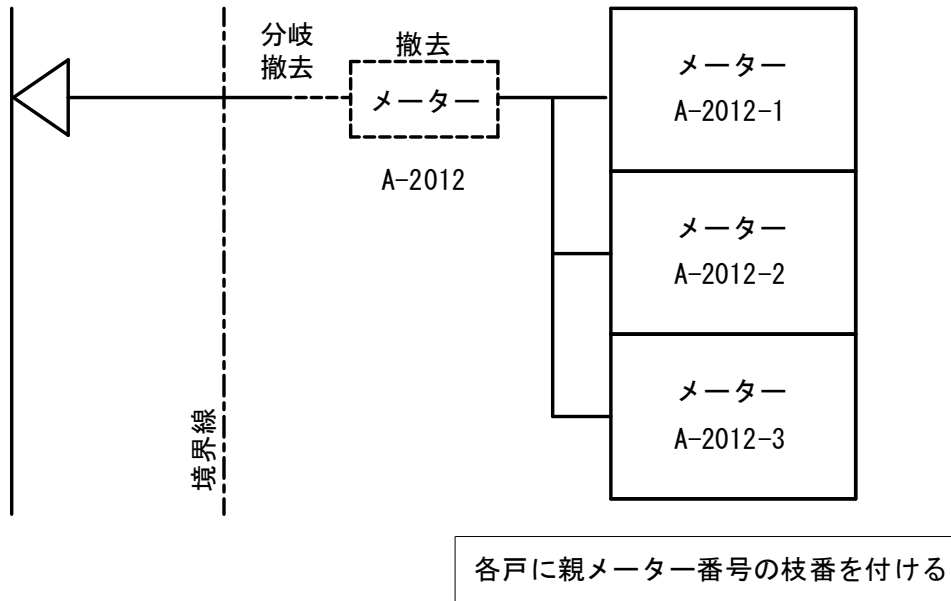 分岐
撤去
撤去
メーター
A-2012
メーター
A-2012-1
メーター
A-2012-2
メーター
A-2012-3
境界線
各戸に親メーター番号の枝番を付ける